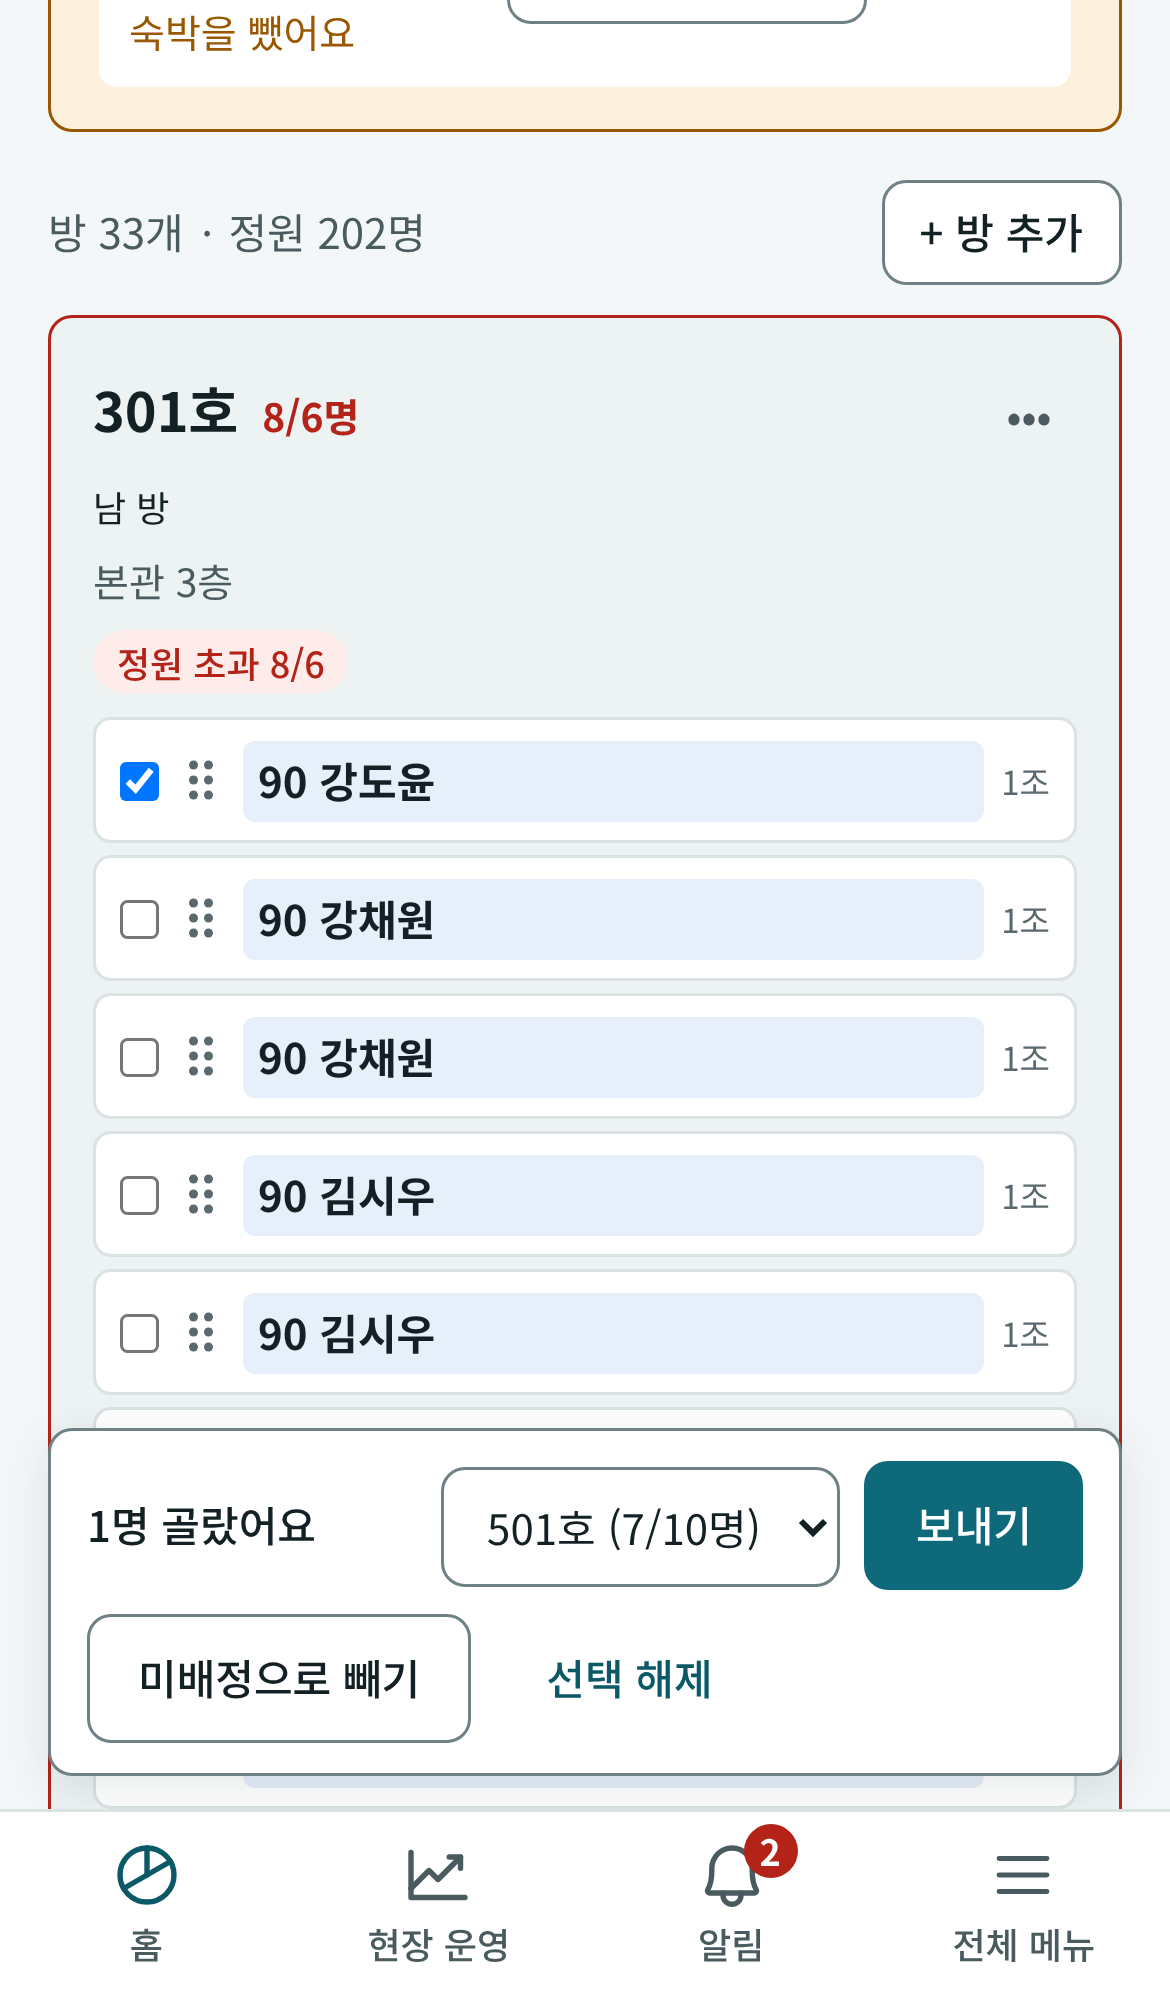 숙박을 뺐어요
방 33개 · 정원 202명
+ 방 추가
301호 8/6명
남 방
본관 3층
정원 초과 8/6
90 강도윤 1조
90 강채원 1조
90 강채원 1조
90 김시우 1조
90 김시우 1조
1명 골랐어요 501호 (7/10명) 보내기
미배정으로 빼기 선택 해제
2
홈 현장 운영 알림 전체 메뉴